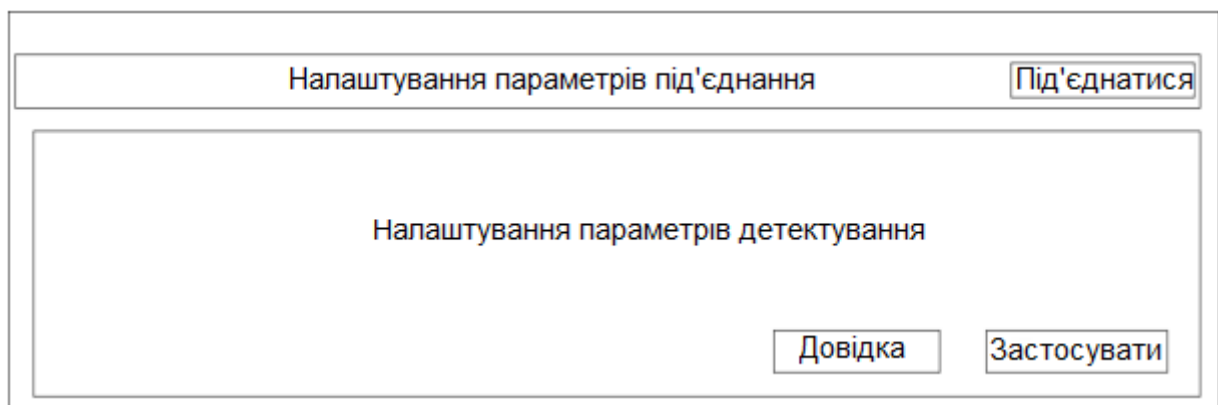 Налаштування параметрів під'єднання
Під'єднатися
Налаштування параметрів детектування
Довідка
Застосувати